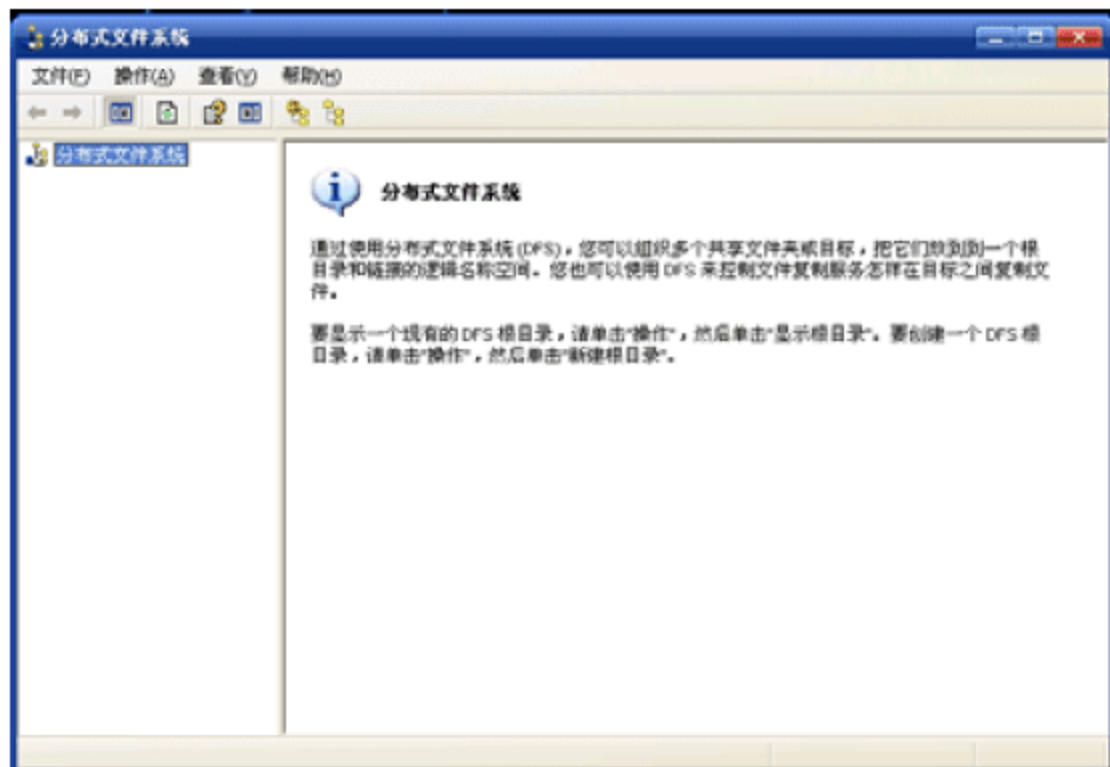 分布式文件系统
文件(F) 操作(A) 查看(V) 帮助(H)
分布式文件系统
分布式文件系统
通过使用分布式文件系统(DFS)，您可以组织多个共享文件夹或目标，把它们放到到一个根
目录和链接的逻辑名称空间。您也可以使用 DFS 来控制文件复制服务怎样在目标之间复制文
件。
要显示一个现有的 DFS 根目录，请单击“操作”，然后单击“显示根目录”。要创建一个 DFS 根
目录，请单击“操作”，然后单击“新建根目录”。